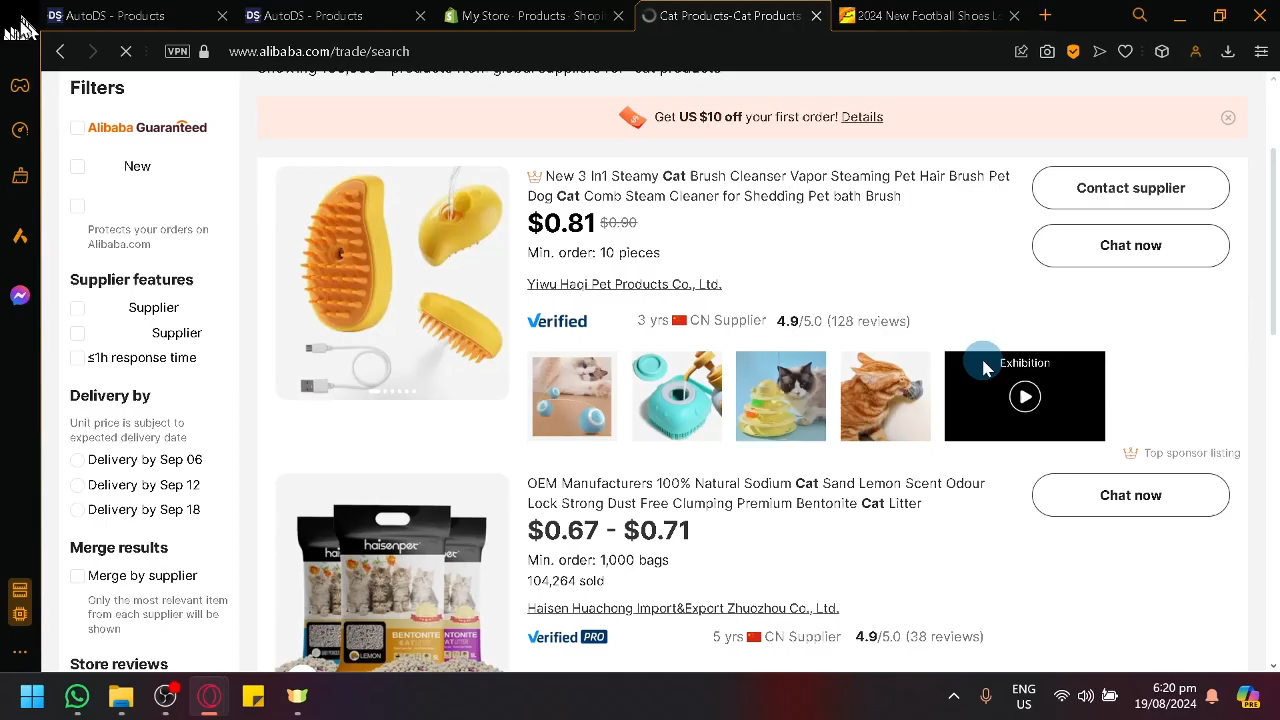 AutoDS - Products
AutoDS - Products
My Store - Products - Shopif
Cat Products-Cat Products
2024 New Football Shoes L
VPN
www.alibaba.com/trade/search
Filters
Get US $10 off your first order! Details
Alibaba Guaranteed
New
Protects your orders on
Alibaba.com
Supplier features
Supplier
Supplier
≤1h response time
Delivery by
Unit price is subject to
expected delivery date
Delivery by Sep 06
Delivery by Sep 12
Delivery by Sep 18
Merge results
Merge by supplier
Only the most relevant item
from each supplier will be
shown
Store reviews
New 3 In1 Steamy Cat Brush Cleanser Vapor Steaming Pet Hair Brush Pet
Dog Cat Comb Steam Cleaner for Shedding Pet bath Brush
$0.81 $0.90
Min. order: 10 pieces
Yiwu Haqi Pet Products Co., Ltd.
Verified 3 yrs CN Supplier 4.9/5.0 (128 reviews)
Contact supplier
Chat now
Exhibition
Top sponsor listing
OEM Manufacturers 100% Natural Sodium Cat Sand Lemon Scent Odour
Lock Strong Dust Free Clumping Premium Bentonite Cat Litter
$0.67 - $0.71
Min. order: 1,000 bags
104,264 sold
Haisen Huacheng Import&Export Zhuozhou Co., Ltd.
Verified PRO 5 yrs CN Supplier 4.9/5.0 (38 reviews)
Chat now
haisenpet
BENTONITE
LEMON
ENG
US
6:20 pm
19/08/2024
PRE